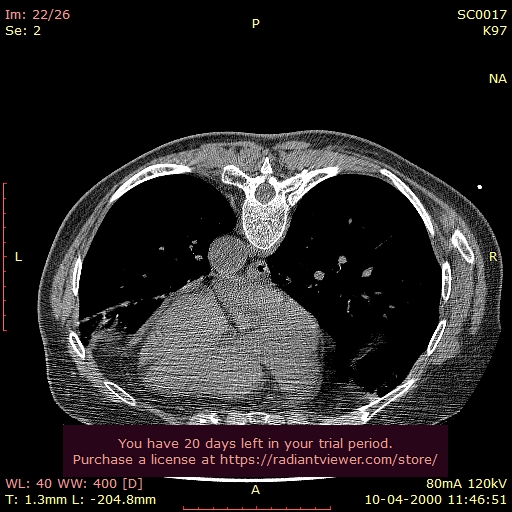 Im: 22/26
Se: 2
P
SC0017
K97
NA
L
R
You have 20 days left in your trial period.
Purchase a license at https://radiantviewer.com/store/
WL: 40 WW: 400 [D]
T: 1.3mm L: -204.8mm
A
80mA 120kV
10-04-2000 11:46:51